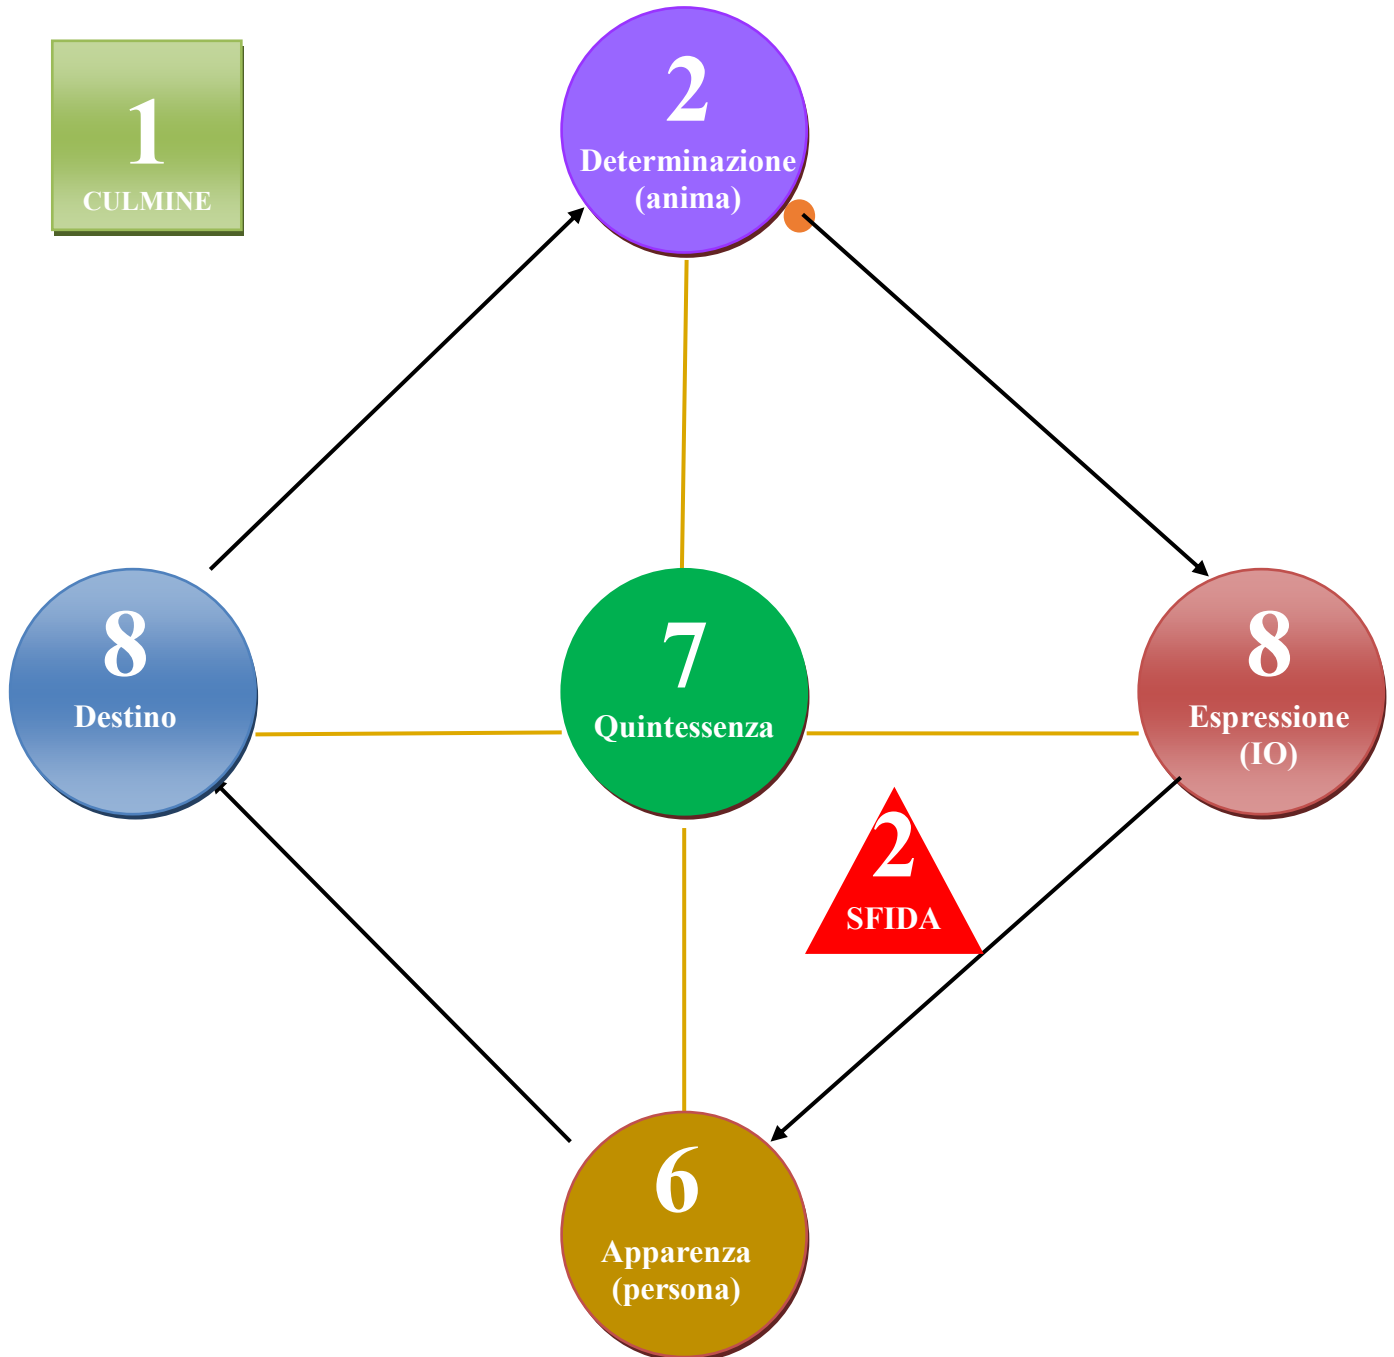 1
CULMINE
2
Determinazione
(anima)
8
Destino
7
Quintessenza
8
Espressione
(IO)
2
SFIDA
6
Apparenza
(persona)